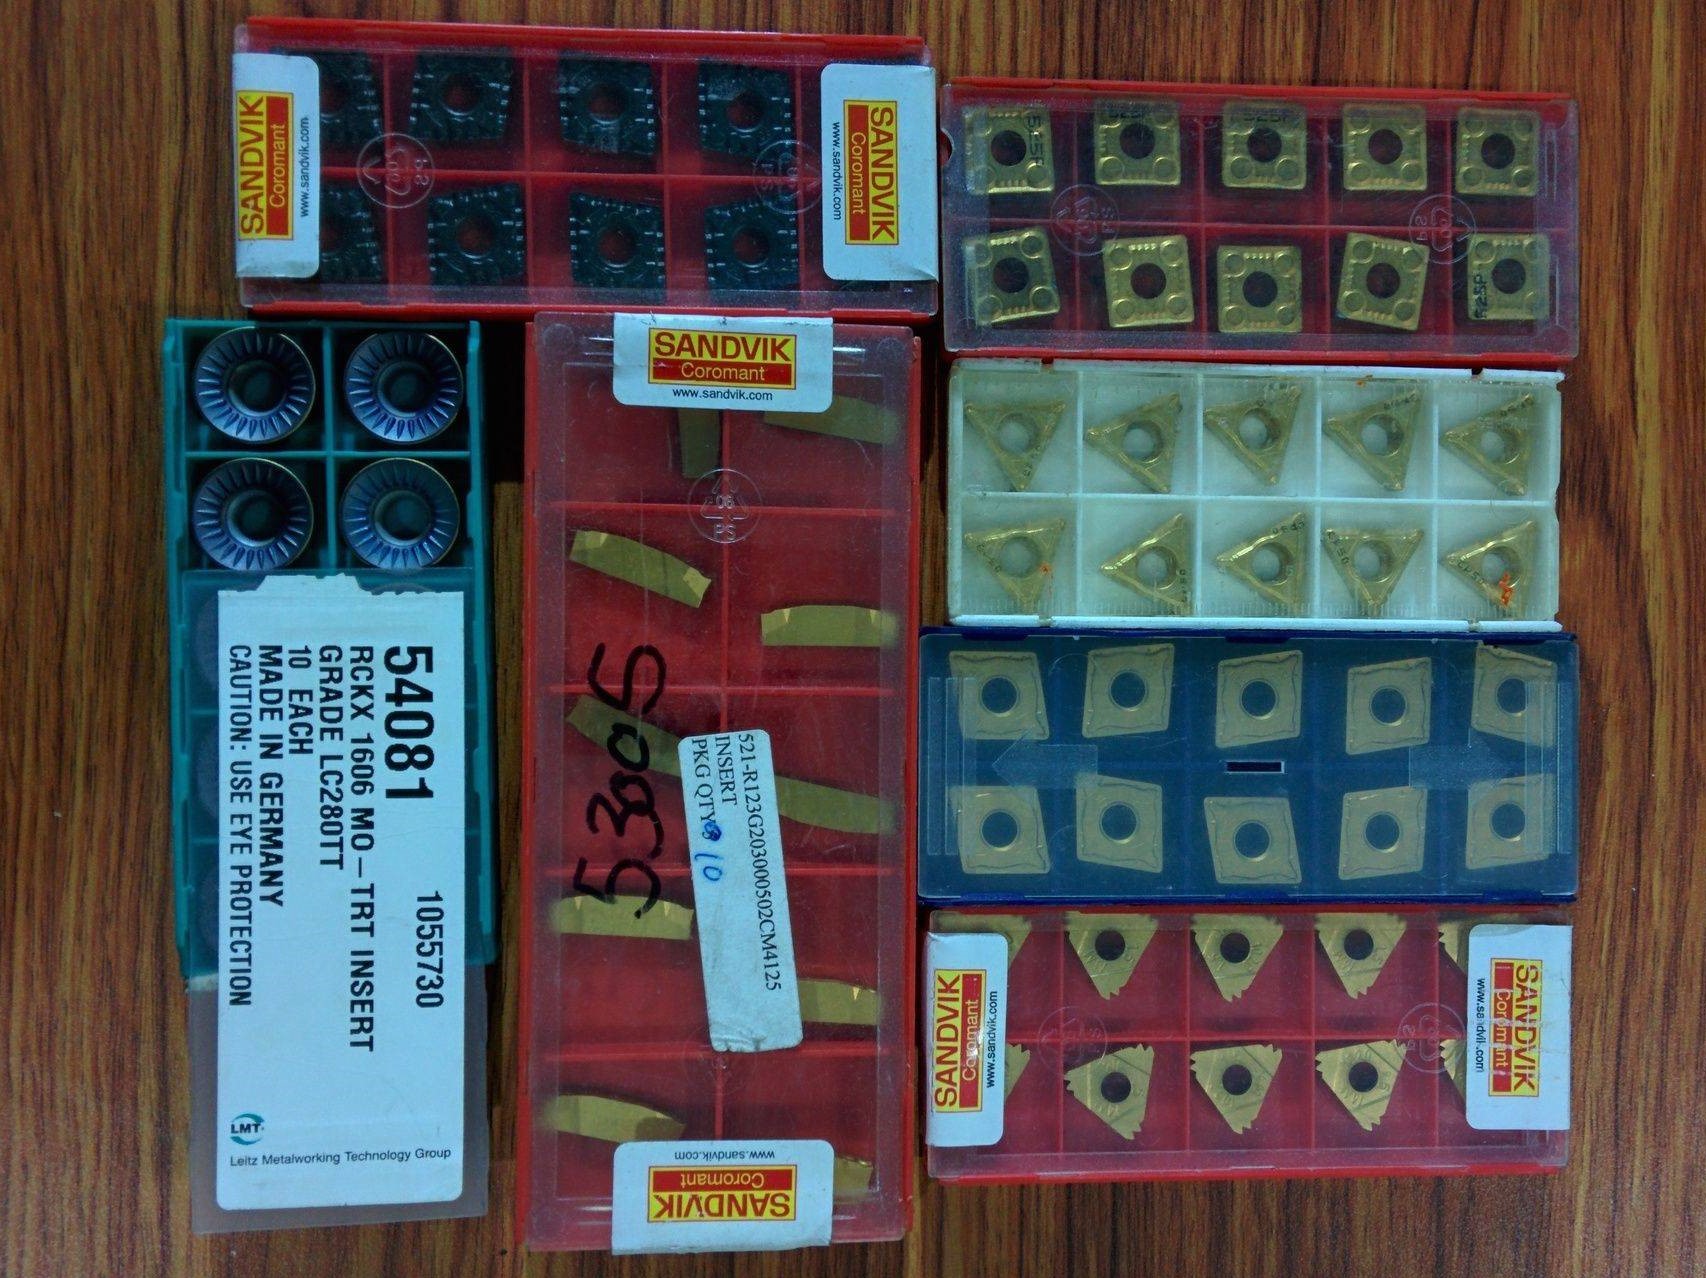 SANDVIK
Coromant
www.sandvik.com
SANDVIK
Coromant
www.sandvik.com
SANDVIK
Coromant
www.sandvik.com
06
PS
5305
521-R123G203000502CM4125
INSERT
PKG QTY
10
SANDVIK
Coromant
www.sandvik.com
54081 1055730
RCKX 1606 MO-TRT INSERT
GRADE LC280TT
10 EACH
MADE IN GERMANY
CAUTION: USE EYE PROTECTION
LMT
Leitz Metalworking Technology Group
SANDVIK
Coromant
www.sandvik.com
SANDVIK
Coromant
www.sandvik.com